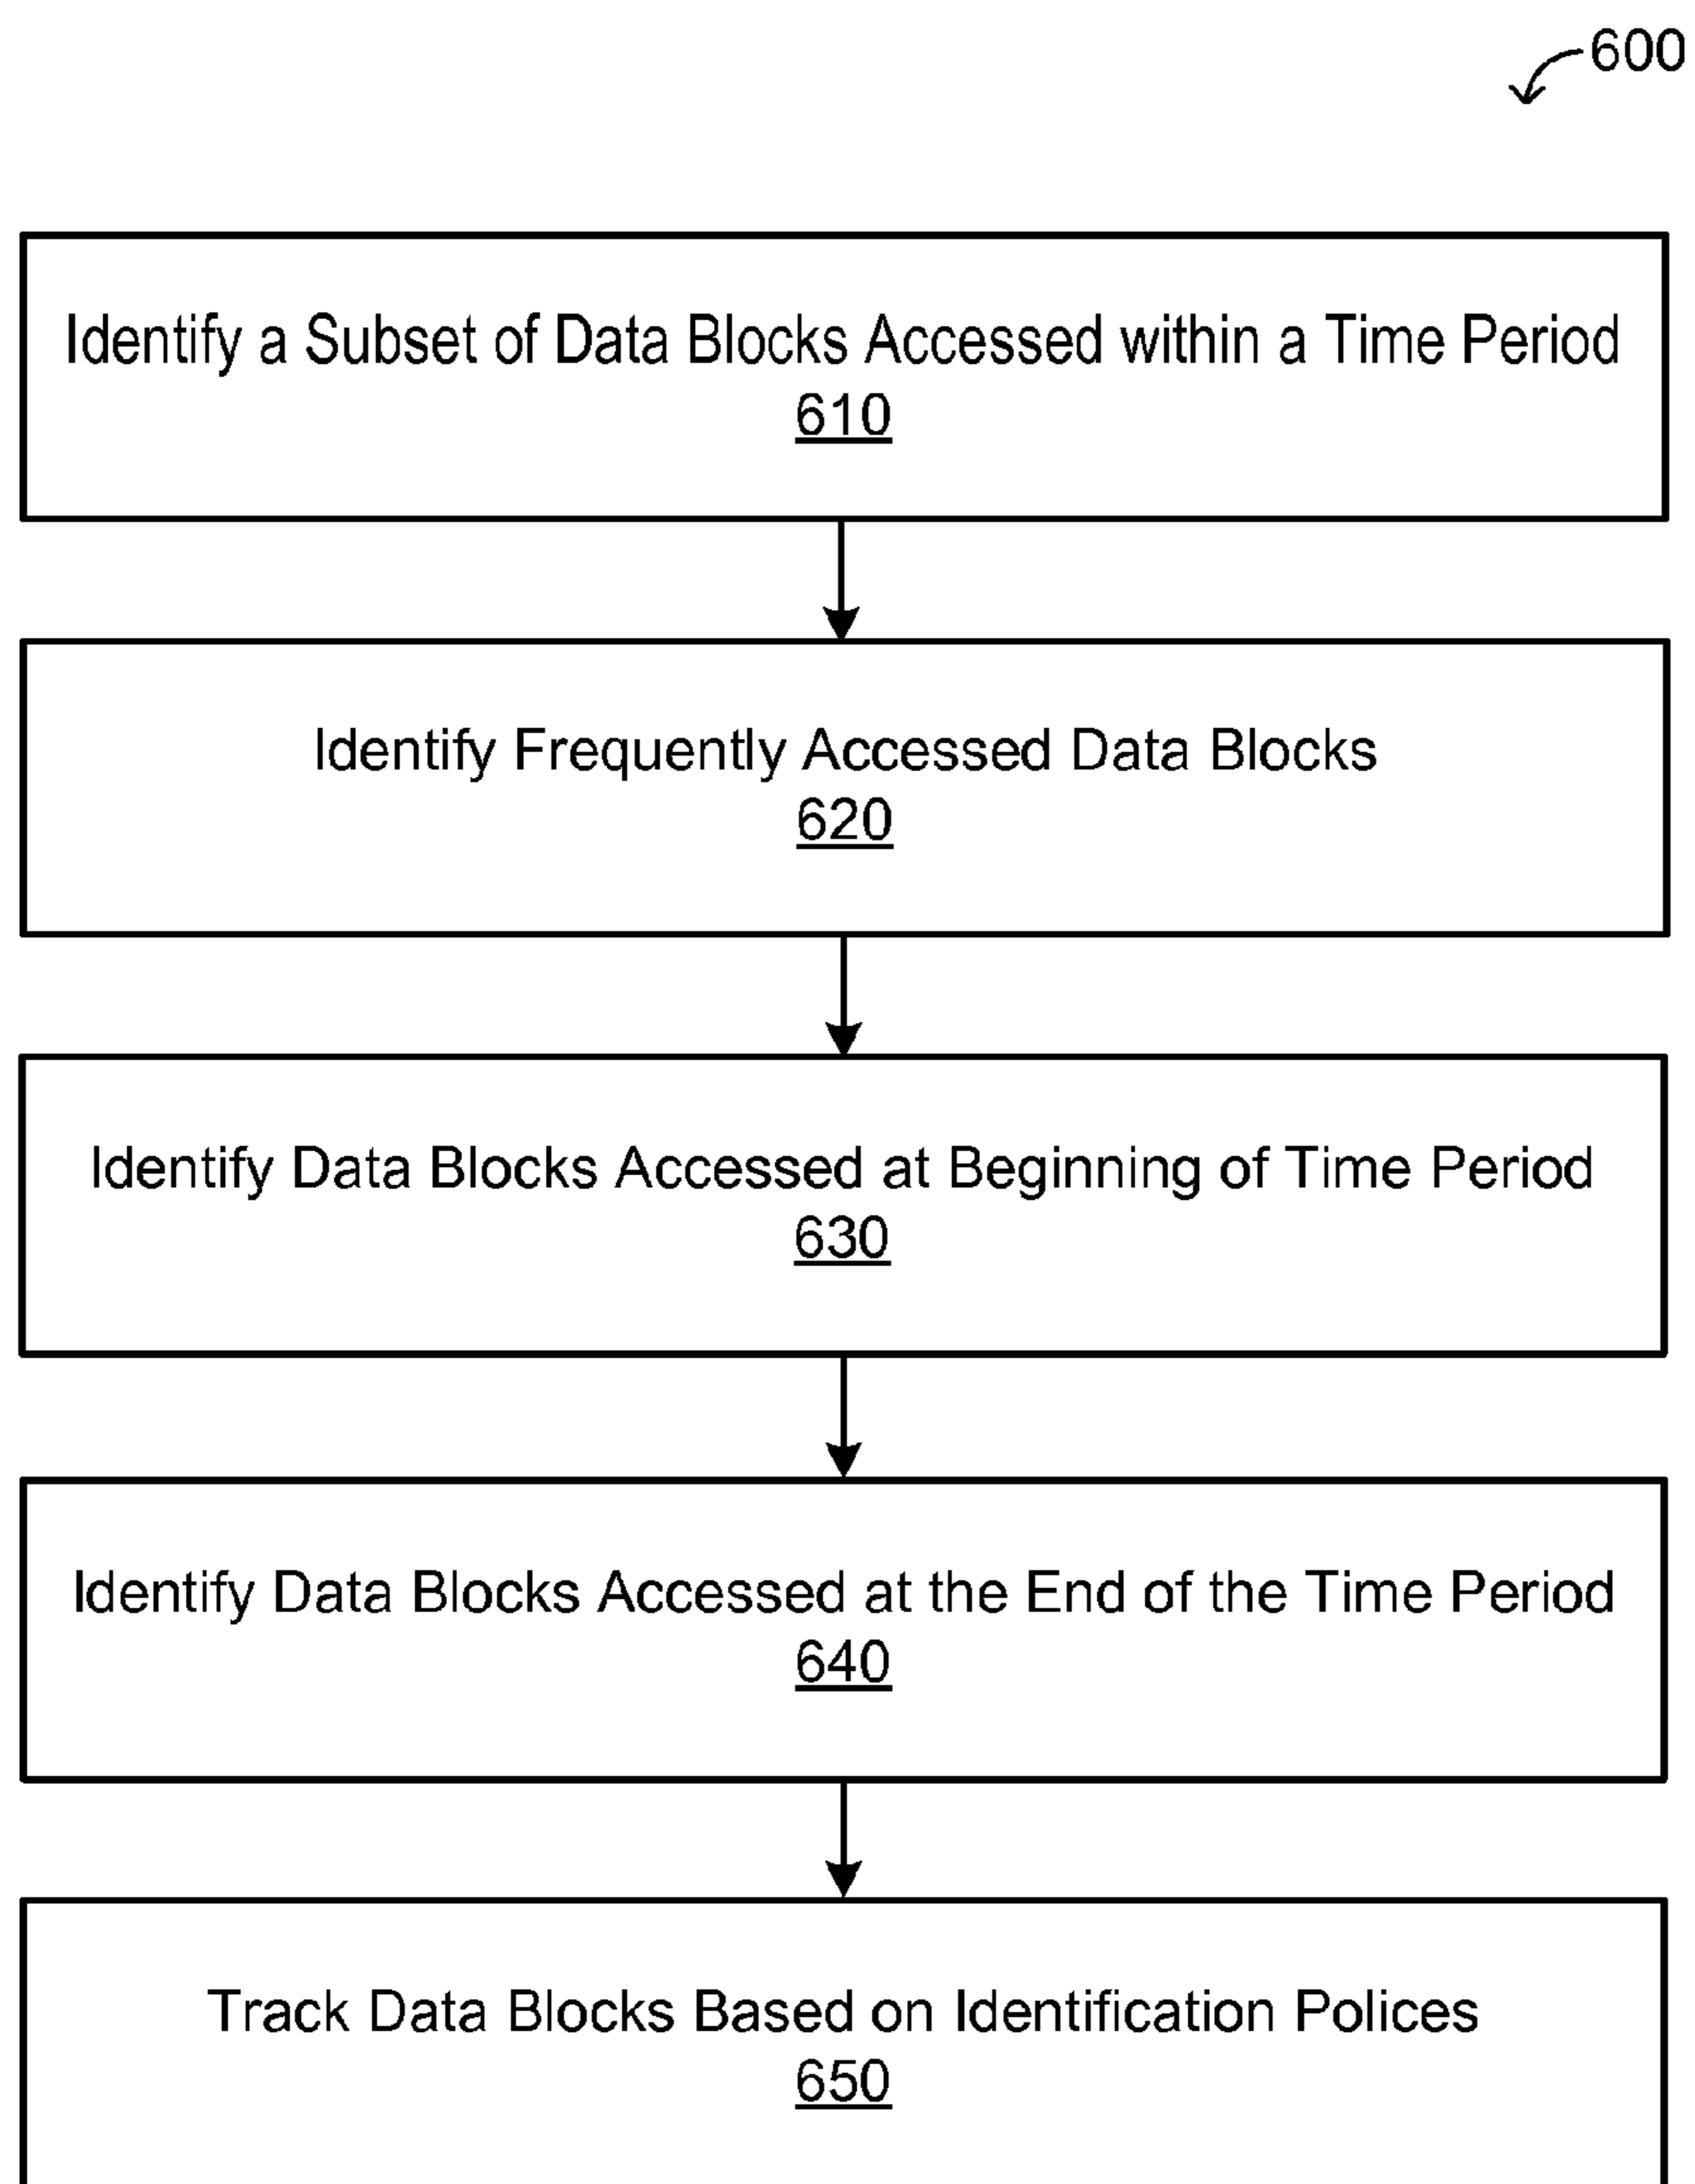 600
Identify a Subset of Data Blocks Accessed within a Time Period
610
Identify Frequently Accessed Data Blocks
620
Identify Data Blocks Accessed at Beginning of Time Period
630
Identify Data Blocks Accessed at the End of the Time Period
640
Track Data Blocks Based on Identification Polices
650